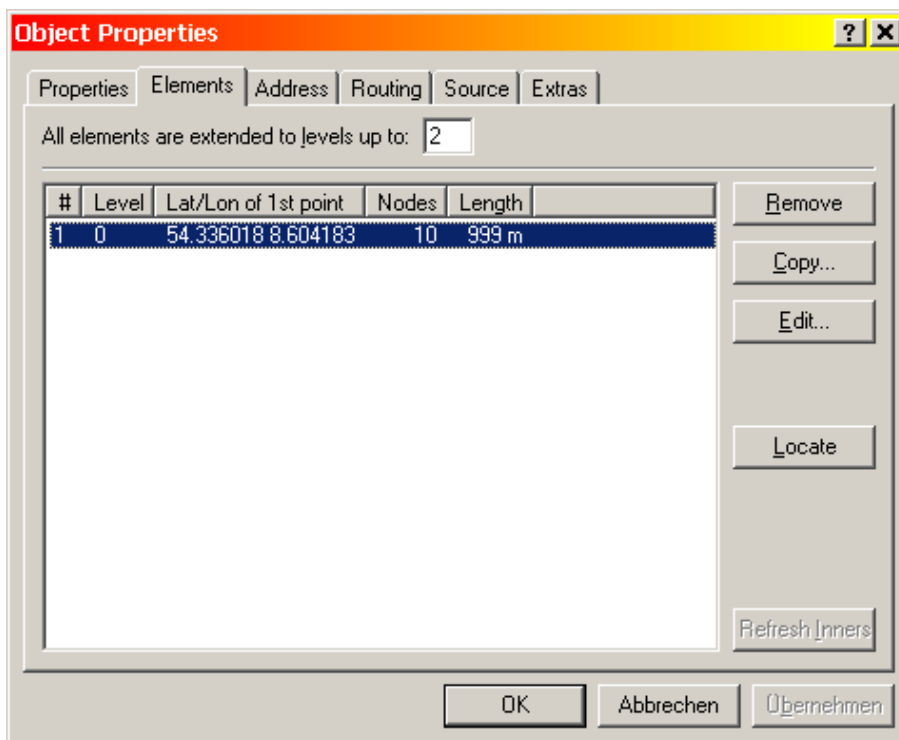 Object Properties
Properties Elements Address Routing Source Extras
All elements are extended to levels up to: 2
# Level Lat/Lon of 1st point Nodes Length
1 0 54.336018 8.604183 10 999 m
Remove
Copy...
Edit...
Locate
Refresh Inners
OK Abbrechen Übernehmen